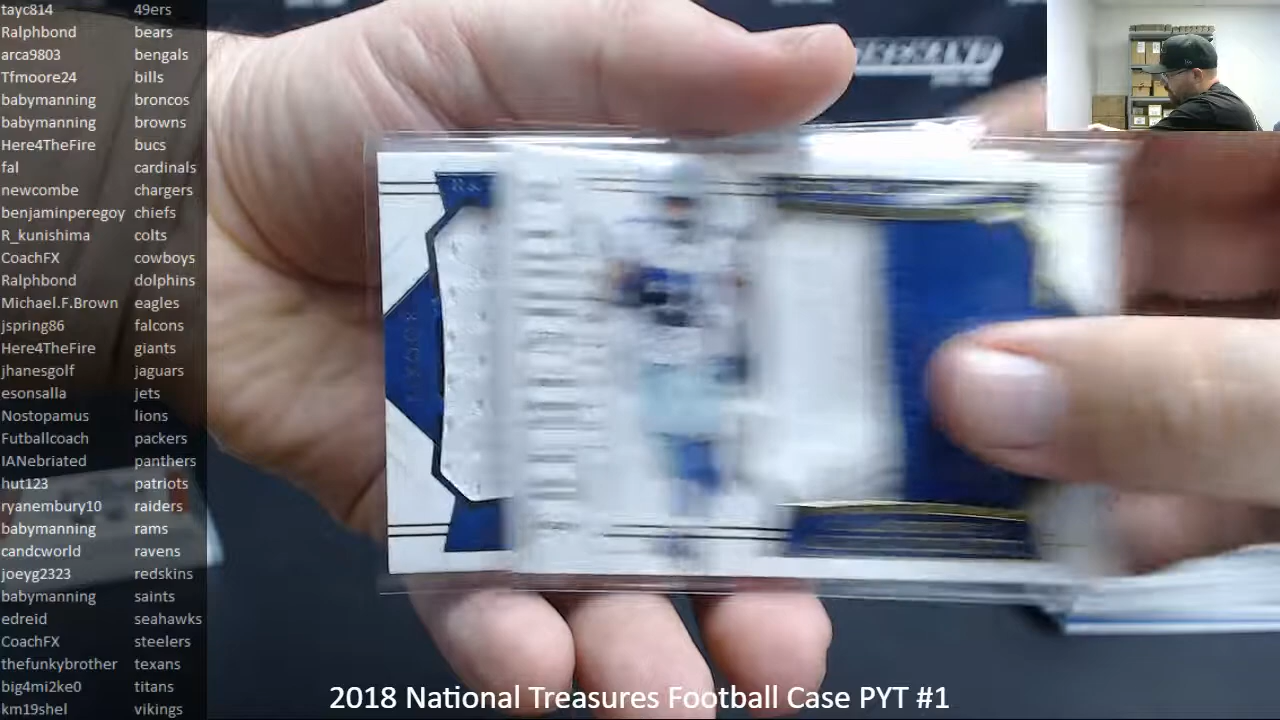 tayc814 49ers
Ralphbond bears
arca9803 bengals
Tfmoore24 bills
babymanning broncos
babymanning browns
Here4TheFire bucs
fal cardinals
newcombe chargers
benjaminperegoy chiefs
R_kunishima colts
CoachFX cowboys
Ralphbond dolphins
Michael.F.Brown eagles
jspring86 falcons
Here4TheFire giants
jhanesgolf jaguars
esonsalla jets
Nostopamus lions
Futballcoach packers
IANebriated panthers
hut123 patriots
ryanembury10 raiders
babymanning rams
candcworld ravens
joeyg2323 redskins
babymanning saints
edreid seahawks
CoachFX steelers
thefunkybrother texans
big4mi2ke0 titans
km19shel vikings
2018 National Treasures Football Case PYT #1